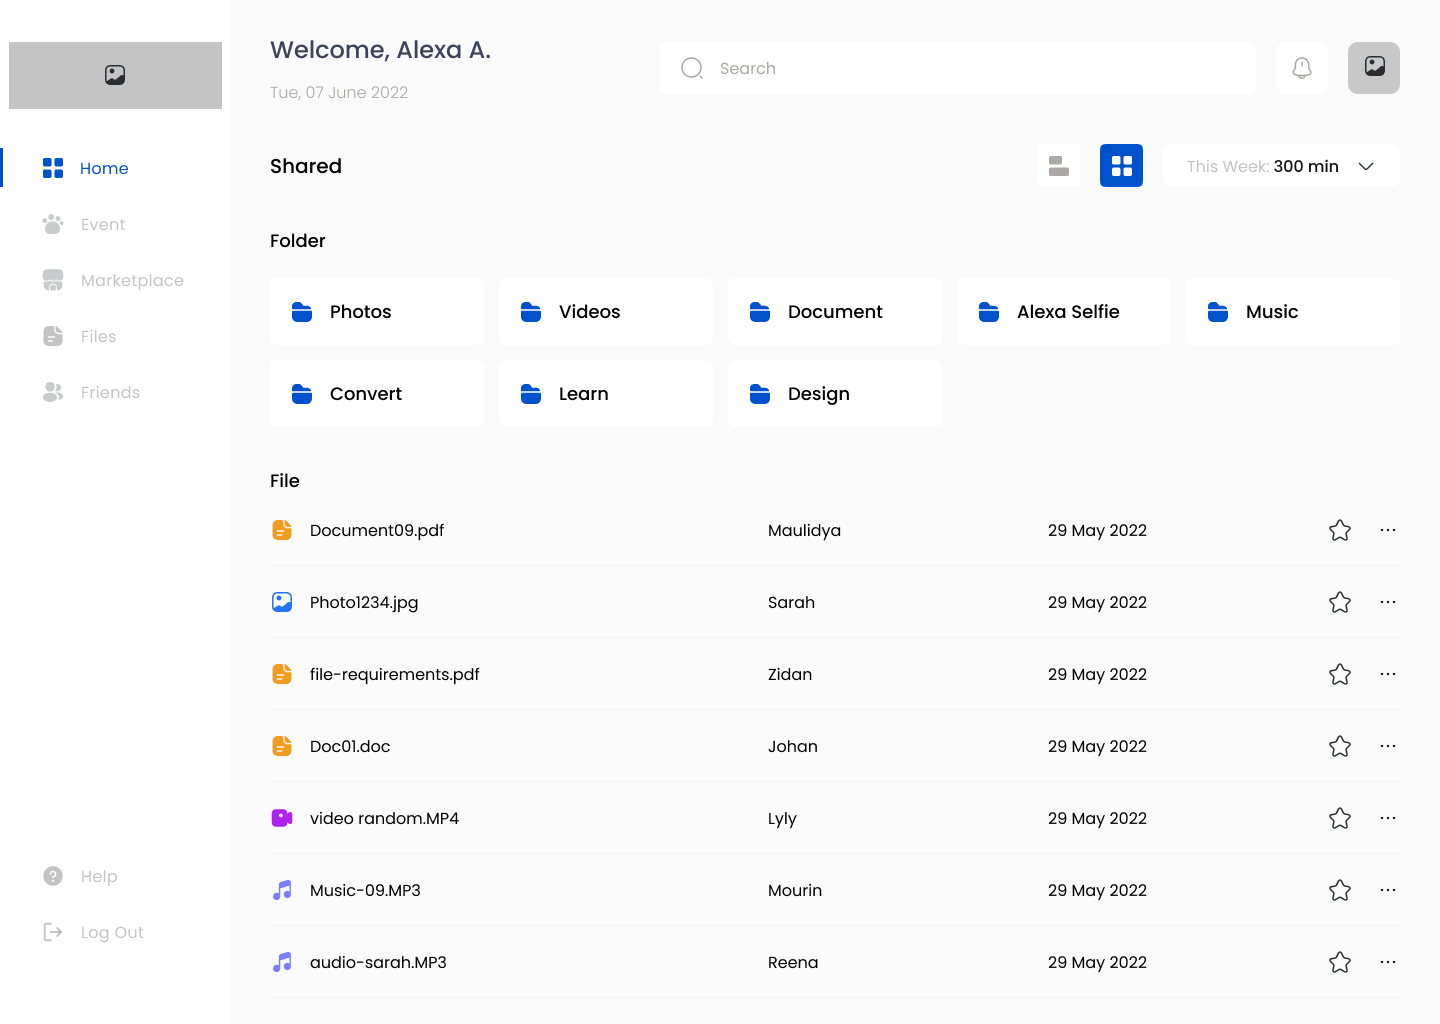 Welcome, Alexa A.
Tue, 07 June 2022
Search
Home
Event
Marketplace
Files
Friends
Help
Log Out
Shared
This Week: 300 min
Folder
Photos
Videos
Document
Alexa Selfie
Music
Convert
Learn
Design
File
Document09.pdf Maulidya 29 May 2022
Photo1234.jpg Sarah 29 May 2022
file-requirements.pdf Zidan 29 May 2022
Doc01.doc Johan 29 May 2022
video random.MP4 Lyly 29 May 2022
Music-09.MP3 Mourin 29 May 2022
audio-sarah.MP3 Reena 29 May 2022